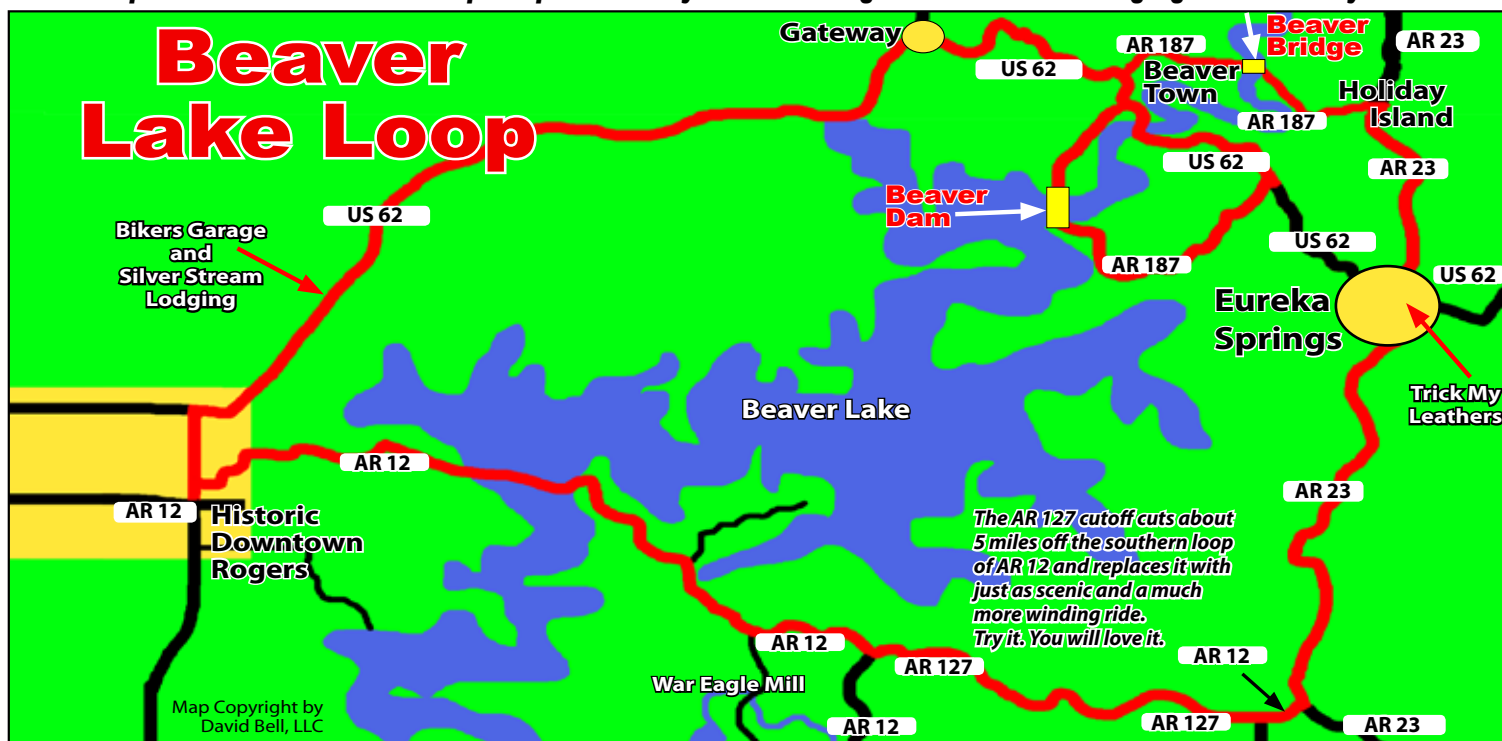 Beaver
Lake Loop
Gateway
US 62
AR 187
Beaver
Bridge
AR 23
Beaver
Town
Holiday
Island
AR 187
US 62
AR 23
Beaver
Dam
US 62
Bikers Garage
and
Silver Stream
Lodging
AR 187
US 62
US 62
Eureka
Springs
Trick My
Leathers
Beaver Lake
AR 12
AR 23
AR 12
Historic
Downtown
Rogers
The AR 127 cutoff cuts about
5 miles off the southern loop
of AR 12 and replaces it with
just as scenic and a much
more winding ride.
Try it. You will love it.
AR 12
AR 127
AR 12
War Eagle Mill
Map Copyright by
David Bell, LLC
AR 12
AR 127
AR 23